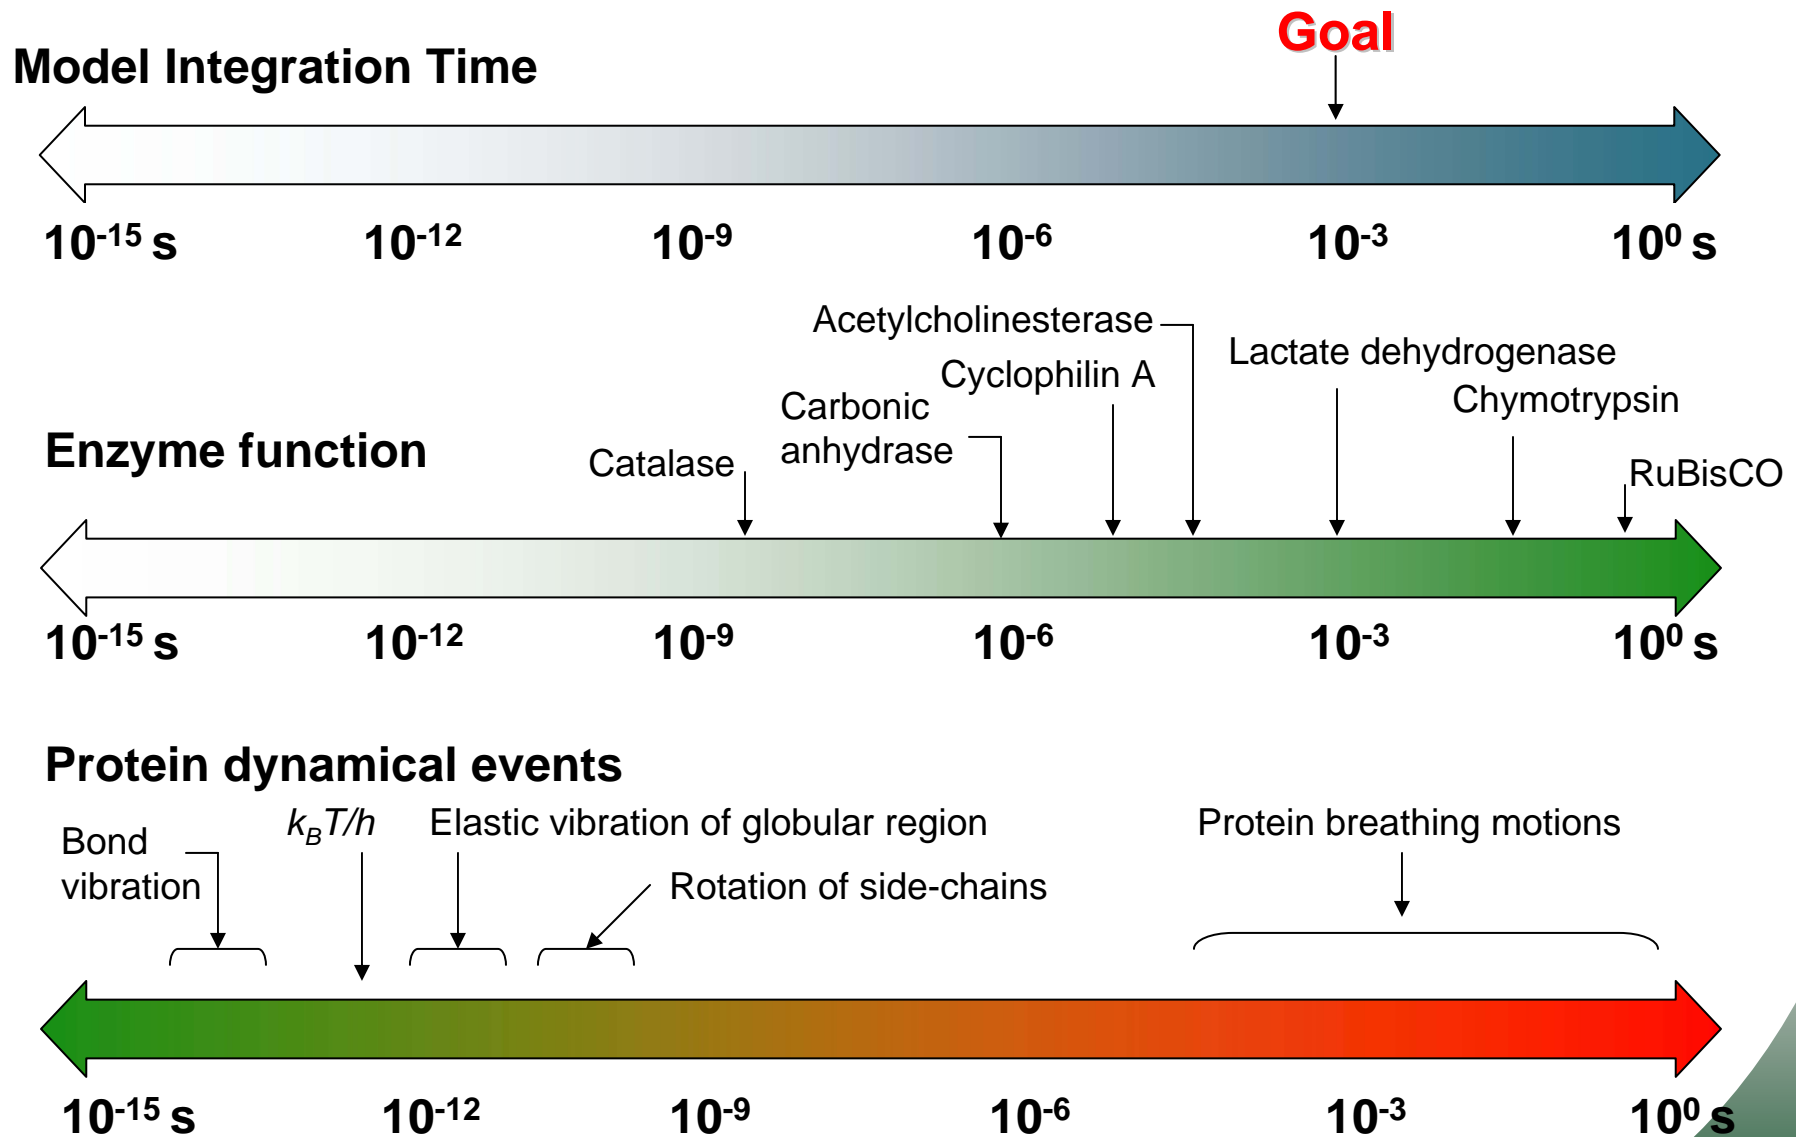 Goal
Model Integration Time
10⁻¹⁵ s 10⁻¹² 10⁻⁹ 10⁻⁶ 10⁻³ 10⁰ s
Acetylcholinesterase
Lactate dehydrogenase
Cyclophilin A
Chymotrypsin
Carbonic
anhydrase
Enzyme function
Catalase
RuBisCO
10⁻¹⁵ s 10⁻¹² 10⁻⁹ 10⁻⁶ 10⁻³ 10⁰ s
Protein dynamical events
Bond
vibration
k_BT/h
Elastic vibration of globular region
Protein breathing motions
Rotation of side-chains
10⁻¹⁵ s 10⁻¹² 10⁻⁹ 10⁻⁶ 10⁻³ 10⁰ s